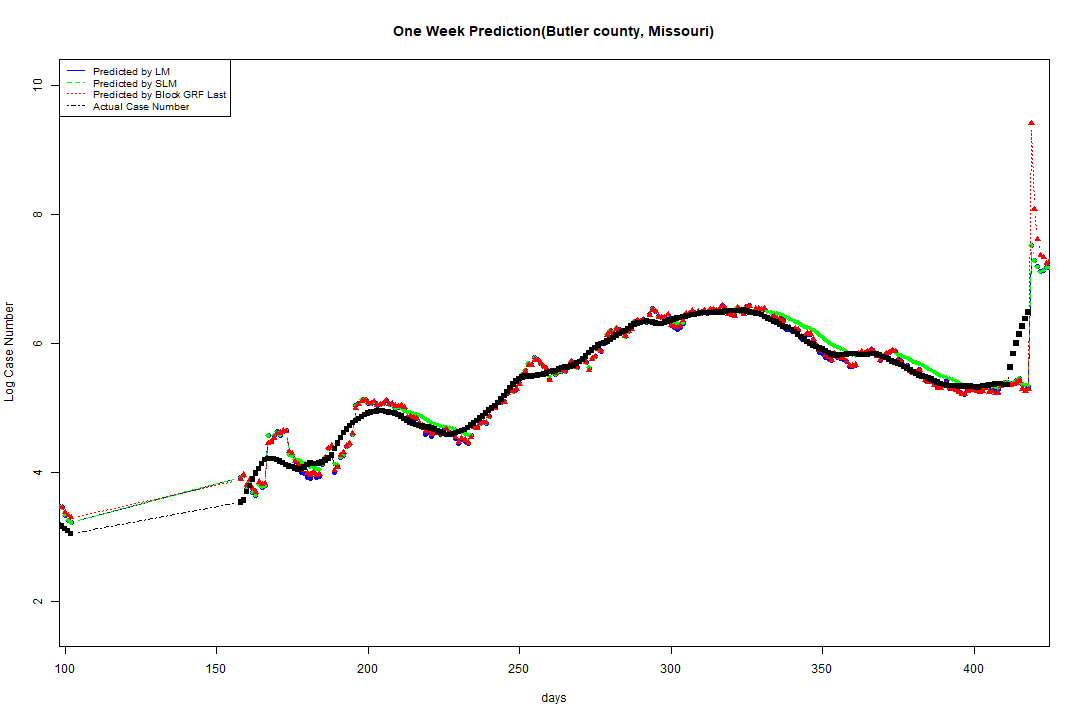 One Week Prediction(Butler county, Missouri)
Predicted by LM
Predicted by SLM
Predicted by Block GRF Last
Actual Case Number
Log Case Number
10
8
6
4
2
100 150 200 250 300 350 400
days